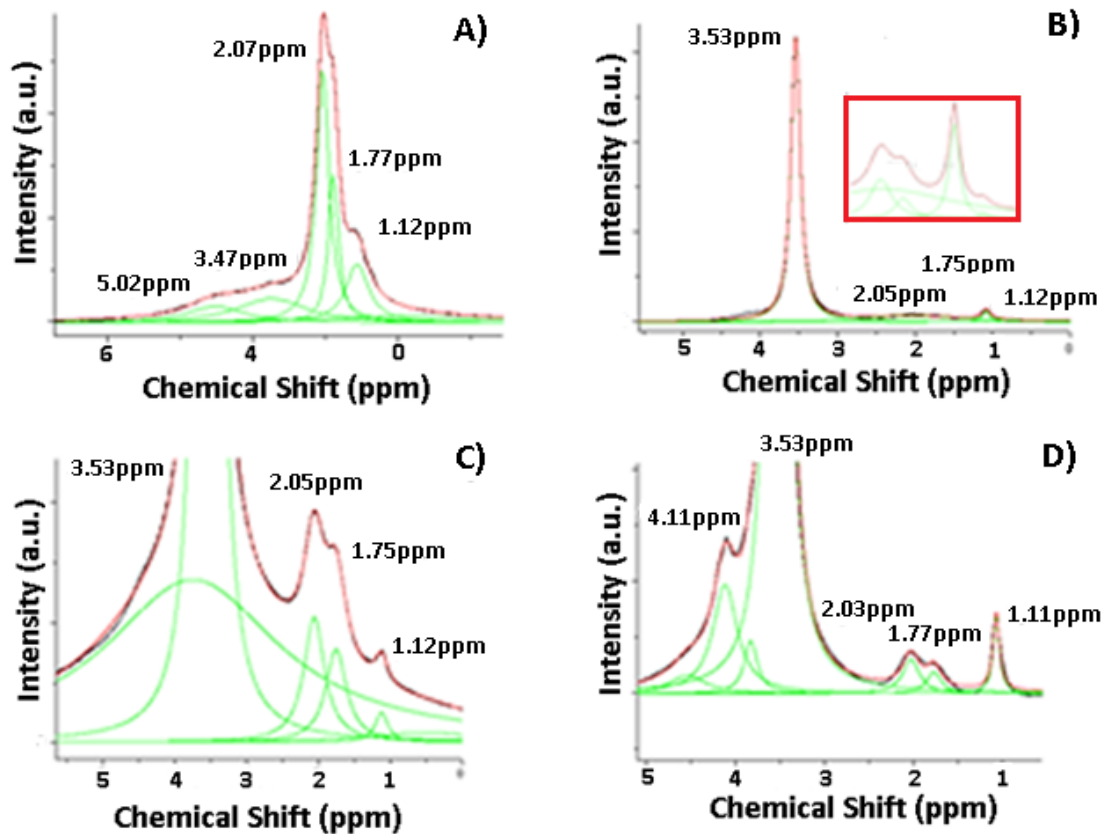 A)
2.07ppm
1.77ppm
1.12ppm
3.47ppm
5.02ppm
Intensity (a.u.)
6 4 2 0
Chemical Shift (ppm)
B)
3.53ppm
1.75ppm
2.05ppm
1.12ppm
Intensity (a.u.)
5 4 3 2 1 0
Chemical Shift (ppm)
C)
3.53ppm
2.05ppm
1.75ppm
1.12ppm
Intensity (a.u.)
5 4 3 2 1 0
Chemical Shift (ppm)
D)
3.53ppm
4.11ppm
2.03ppm
1.77ppm
1.11ppm
Intensity (a.u.)
5 4 3 2 1
Chemical Shift (ppm)